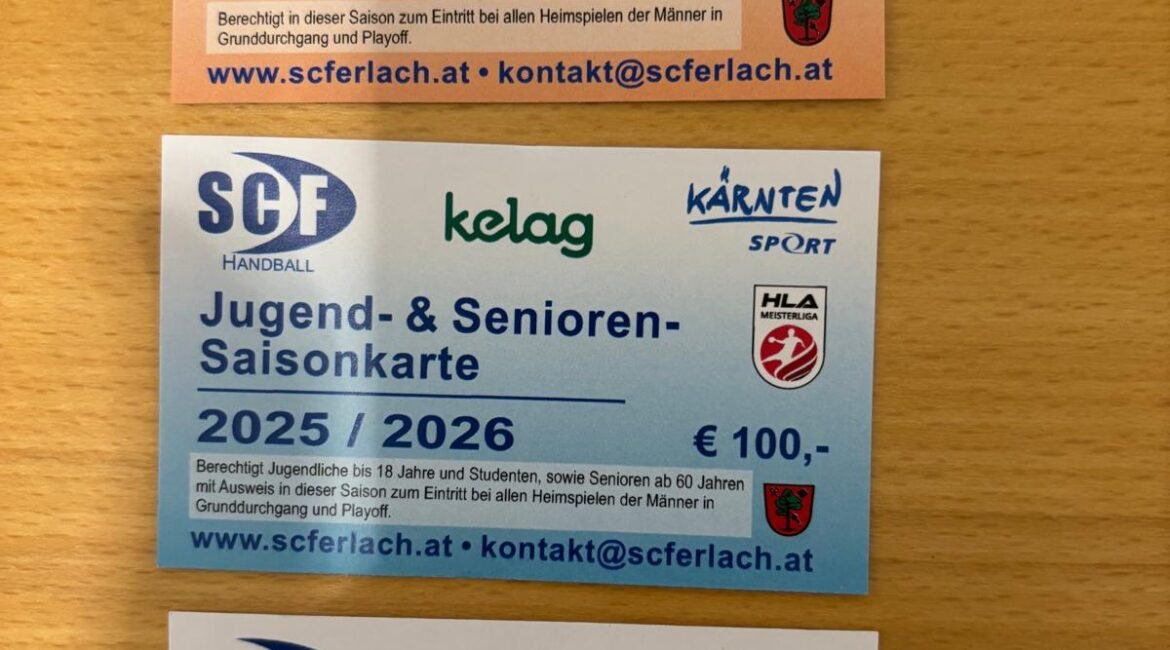 Berechtigt in dieser Saison zum Eintritt bei allen Heimspielen der Männer in
Grunddurchgang und Playoff.
www.scferlach.at • kontakt@scferlach.at
SCF
HANDBALL
kelag
KÄRNTEN
SPORT
HLA
MEISTERLIGA
Jugend- & Senioren-
Saisonkarte
2025 / 2026
€ 100,-
Berechtigt Jugendliche bis 18 Jahre und Studenten, sowie Senioren ab 60 Jahren
mit Ausweis in dieser Saison zum Eintritt bei allen Heimspielen der Männer in
Grunddurchgang und Playoff.
www.scferlach.at • kontakt@scferlach.at